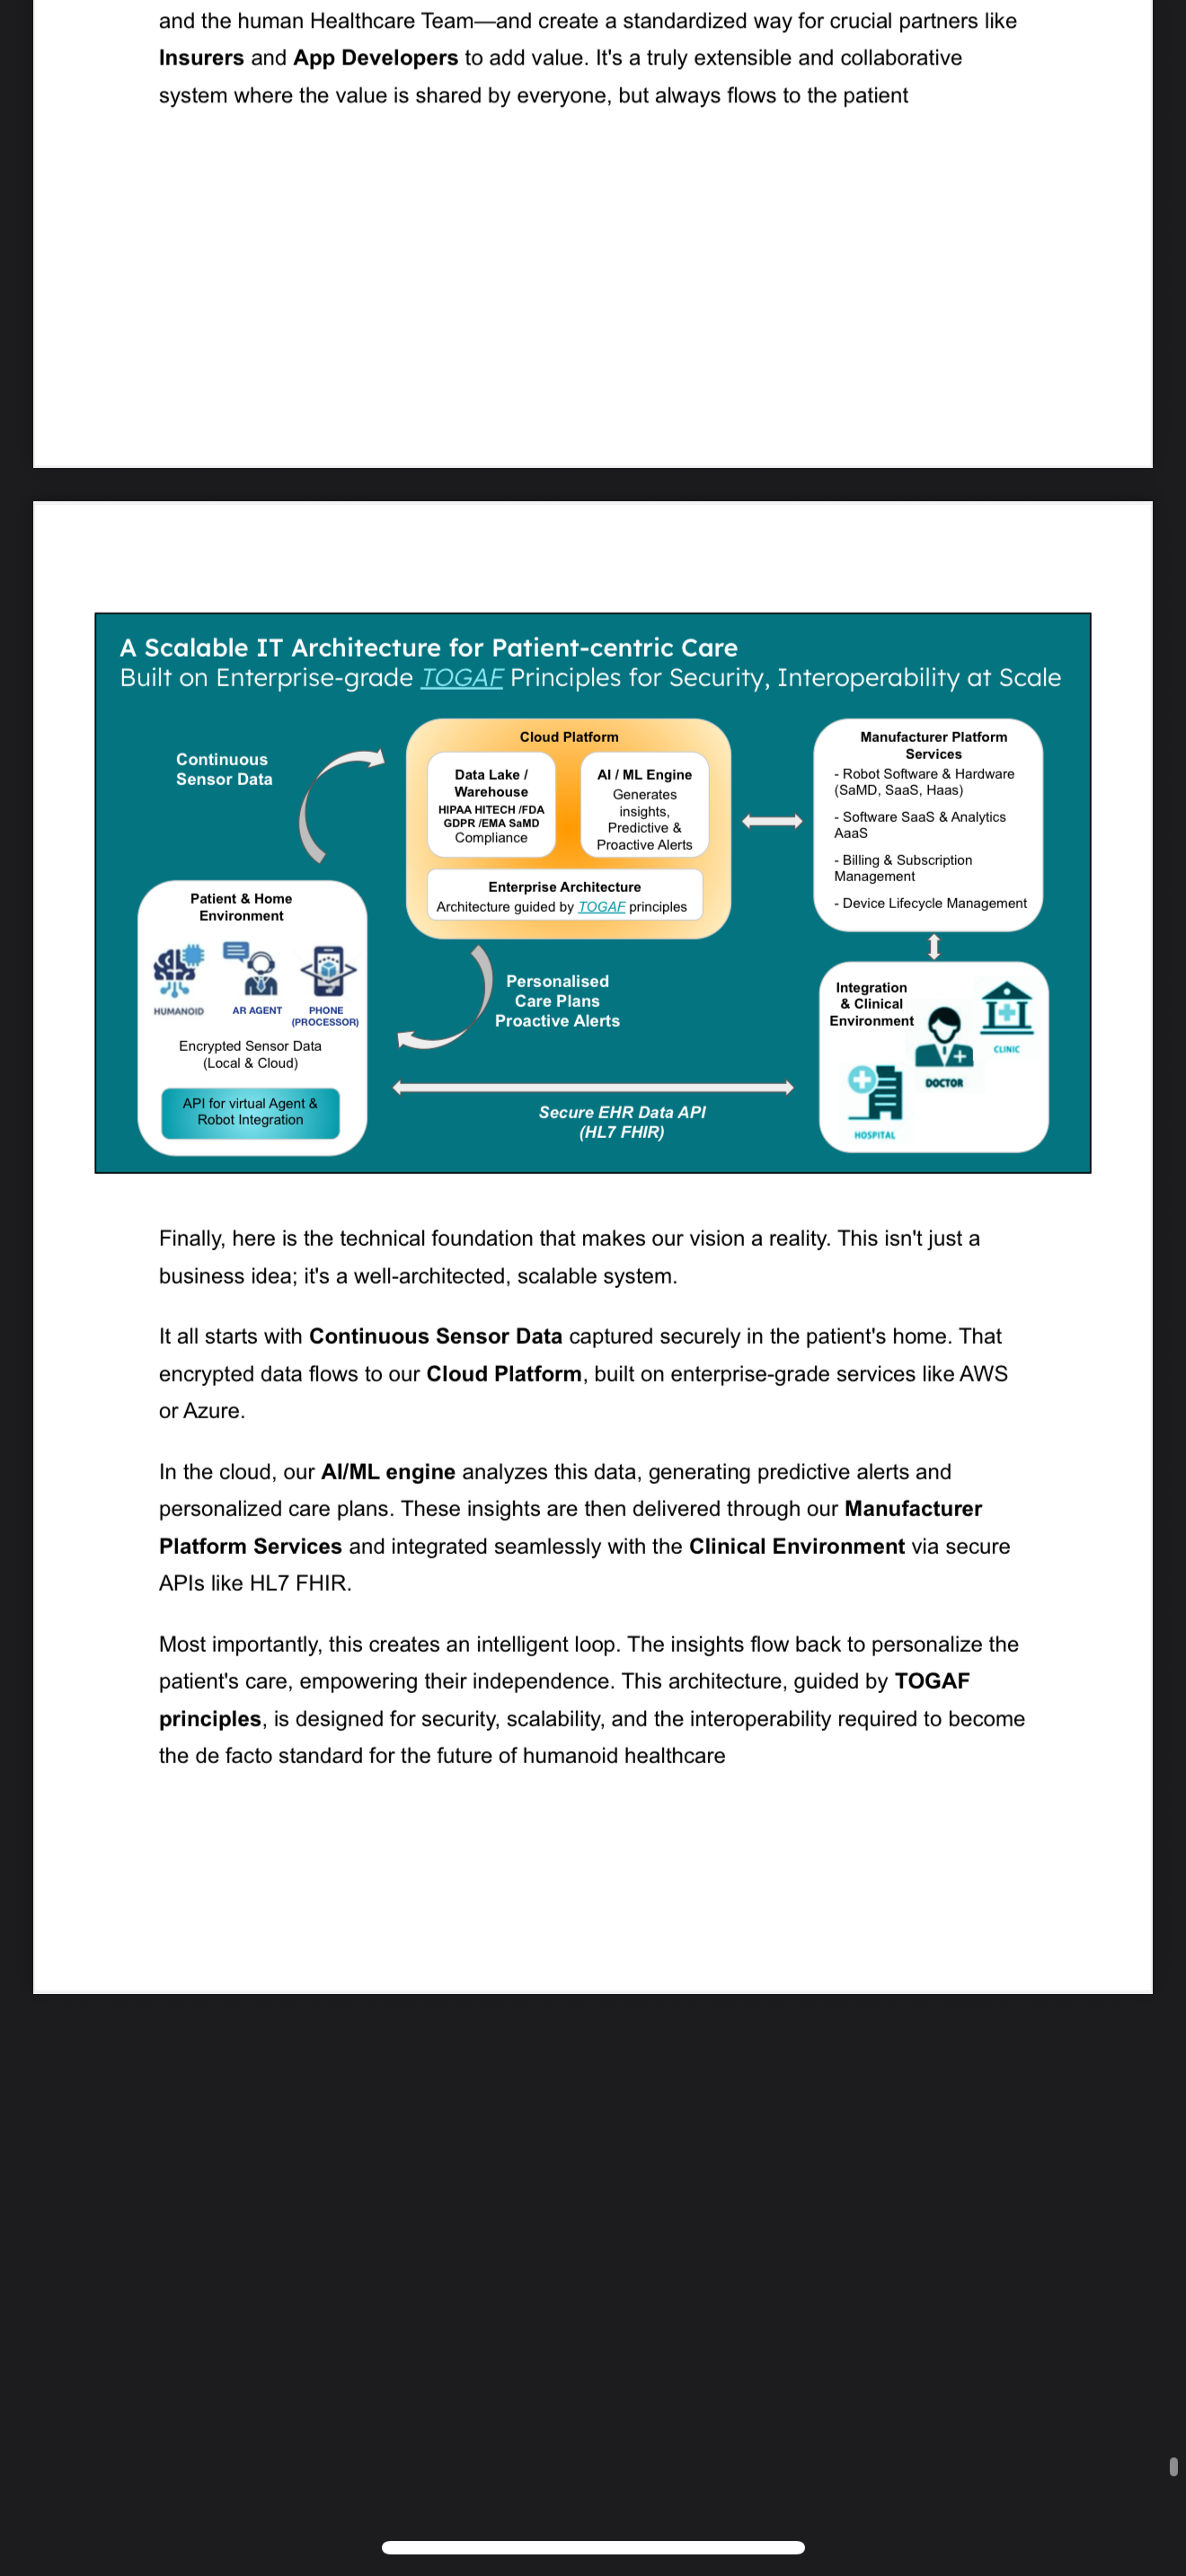 and the human Healthcare Team—and create a standardized way for crucial partners like
Insurers and App Developers to add value. It's a truly extensible and collaborative
system where the value is shared by everyone, but always flows to the patient
A Scalable IT Architecture for Patient-centric Care
Built on Enterprise-grade TOGAF Principles for Security, Interoperability at Scale
Continuous
Sensor Data
Cloud Platform
Data Lake /
Warehouse
HIPAA HITECH /FDA
GDPR /EMA SaMD
Compliance
AI / ML Engine
Generates
insights,
Predictive &
Proactive Alerts
Enterprise Architecture
Architecture guided by TOGAF principles
Manufacturer Platform
Services
- Robot Software & Hardware
(SaMD, SaaS, Haas)
- Software SaaS & Analytics
AaaS
- Billing & Subscription
Management
- Device Lifecycle Management
Patient & Home
Environment
HUMANOID
AR AGENT
PHONE
(PROCESSOR)
Encrypted Sensor Data
(Local & Cloud)
API for virtual Agent &
Robot Integration
Personalised
Care Plans
Proactive Alerts
Secure EHR Data API
(HL7 FHIR)
Integration
& Clinical
Environment
CLINIC
DOCTOR
HOSPITAL
Finally, here is the technical foundation that makes our vision a reality. This isn't just a
business idea; it's a well-architected, scalable system.
It all starts with Continuous Sensor Data captured securely in the patient's home. That
encrypted data flows to our Cloud Platform, built on enterprise-grade services like AWS
or Azure.
In the cloud, our AI/ML engine analyzes this data, generating predictive alerts and
personalized care plans. These insights are then delivered through our Manufacturer
Platform Services and integrated seamlessly with the Clinical Environment via secure
APIs like HL7 FHIR.
Most importantly, this creates an intelligent loop. The insights flow back to personalize the
patient's care, empowering their independence. This architecture, guided by TOGAF
principles, is designed for security, scalability, and the interoperability required to become
the de facto standard for the future of humanoid healthcare